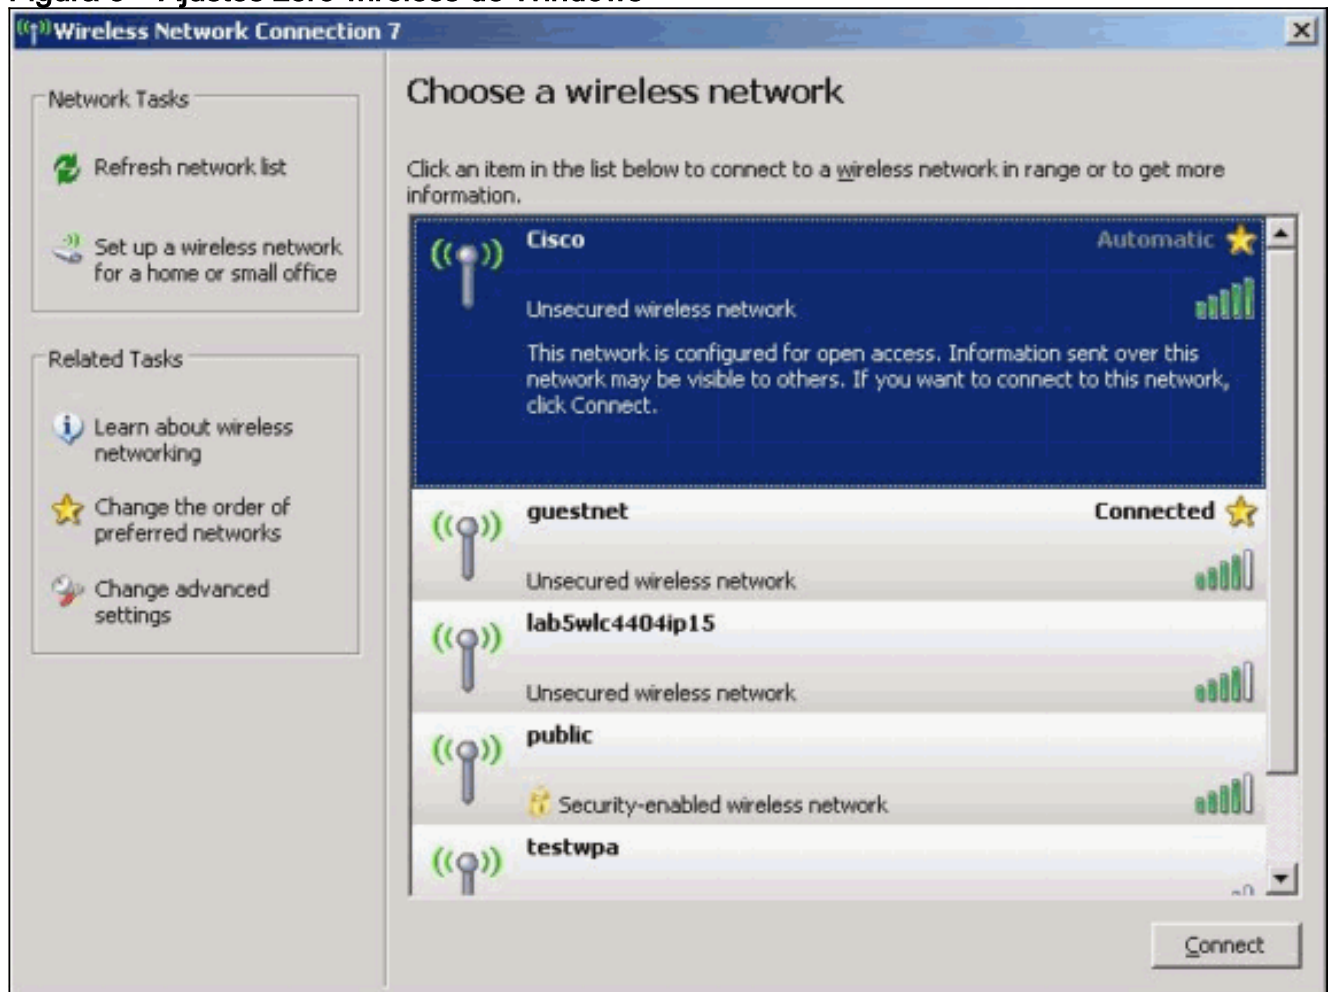 Figura Ajustes Zero de Windows
Wireless Network Connection 7
Network Tasks
Refresh network list
Set up a wireless network
for a home or small office
Related Tasks
Learn about wireless
networking
Change the order of
preferred networks
Change advanced
settings
Choose a wireless network
Click an item in the list below to connect to a wireless network in range or to get more
information.
Cisco
Automatic
Unsecured wireless network
This network is configured for open access. Information sent over this
network may be visible to others. If you want to connect to this network,
click Connect.
guestnet
Connected
Unsecured wireless network
lab5wlc4404ip15
Unsecured wireless network
public
Security-enabled wireless network
testwpa
Connect